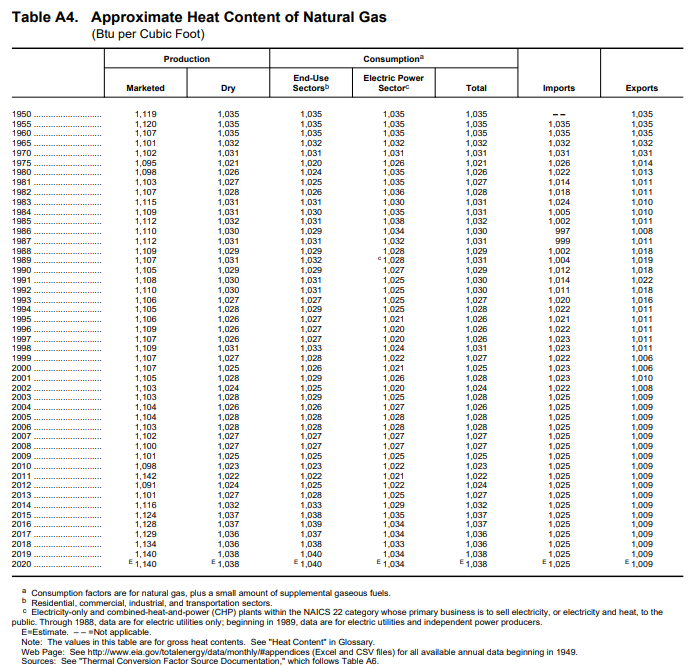 Table A4. Approximate Heat Content of Natural Gas
(Btu per Cubic Foot)
Production Consumptionᵃ
Marketed Dry End-Use Sectorsᵇ Electric Power Sectorᶜ Total Imports Exports
1950 ............................ 1,119 1,035 1,035 1,035 1,035 – – 1,035
1955 ............................ 1,120 1,035 1,035 1,035 1,035 1,035 1,035
1960 ............................ 1,107 1,035 1,035 1,035 1,035 1,035 1,035
1965 ............................ 1,101 1,032 1,032 1,032 1,032 1,032 1,032
1970 ............................ 1,102 1,031 1,031 1,031 1,031 1,031 1,031
1975 ............................ 1,095 1,021 1,020 1,026 1,021 1,026 1,014
1980 ............................ 1,098 1,026 1,024 1,035 1,026 1,022 1,013
1981 ............................ 1,103 1,027 1,025 1,035 1,027 1,014 1,011
1982 ............................ 1,107 1,028 1,026 1,036 1,028 1,018 1,011
1983 ............................ 1,115 1,031 1,031 1,030 1,031 1,024 1,010
1984 ............................ 1,109 1,031 1,030 1,035 1,031 1,005 1,010
1985 ............................ 1,112 1,032 1,031 1,038 1,032 1,002 1,011
1986 ............................ 1,110 1,030 1,029 1,034 1,030 997 1,008
1987 ............................ 1,112 1,031 1,031 1,032 1,031 999 1,011
1988 ............................ 1,109 1,029 1,029 1,028 1,029 1,002 1,018
1989 ............................ 1,107 1,031 1,032 ᶜ 1,028 1,031 1,004 1,019
1990 ............................ 1,105 1,029 1,029 1,027 1,029 1,012 1,018
1991 ............................ 1,108 1,030 1,031 1,025 1,030 1,014 1,022
1992 ............................ 1,110 1,030 1,031 1,025 1,030 1,011 1,018
1993 ............................ 1,106 1,027 1,027 1,025 1,027 1,020 1,016
1994 ............................ 1,105 1,028 1,029 1,025 1,028 1,022 1,011
1995 ............................ 1,106 1,026 1,027 1,021 1,026 1,021 1,011
1996 ............................ 1,109 1,026 1,027 1,020 1,026 1,022 1,011
1997 ............................ 1,107 1,026 1,027 1,020 1,026 1,023 1,011
1998 ............................ 1,109 1,031 1,033 1,024 1,031 1,023 1,011
1999 ............................ 1,107 1,027 1,028 1,022 1,027 1,022 1,006
2000 ............................ 1,107 1,025 1,026 1,021 1,025 1,023 1,006
2001 ............................ 1,105 1,028 1,029 1,026 1,028 1,023 1,010
2002 ............................ 1,103 1,024 1,025 1,020 1,024 1,022 1,008
2003 ............................ 1,103 1,028 1,029 1,025 1,028 1,025 1,009
2004 ............................ 1,104 1,026 1,026 1,027 1,026 1,025 1,009
2005 ............................ 1,104 1,028 1,028 1,028 1,028 1,025 1,009
2006 ............................ 1,103 1,028 1,028 1,028 1,028 1,025 1,009
2007 ............................ 1,102 1,027 1,027 1,027 1,027 1,025 1,009
2008 ............................ 1,100 1,027 1,027 1,027 1,027 1,025 1,009
2009 ............................ 1,101 1,025 1,025 1,025 1,025 1,025 1,009
2010 ............................ 1,098 1,023 1,023 1,022 1,023 1,025 1,009
2011 ............................ 1,142 1,022 1,022 1,021 1,022 1,025 1,009
2012 ............................ 1,091 1,024 1,025 1,022 1,024 1,025 1,009
2013 ............................ 1,101 1,027 1,028 1,025 1,027 1,025 1,009
2014 ............................ 1,116 1,032 1,033 1,029 1,032 1,025 1,009
2015 ............................ 1,124 1,037 1,038 1,035 1,037 1,025 1,009
2016 ............................ 1,128 1,037 1,039 1,034 1,037 1,025 1,009
2017 ............................ 1,129 1,036 1,037 1,034 1,036 1,025 1,009
2018 ............................ 1,134 1,036 1,038 1,033 1,036 1,025 1,009
2019 ............................ 1,140 1,038 1,040 1,034 1,038 1,025 1,009
2020 ............................ ᴱ 1,140 ᴱ 1,038 ᴱ 1,040 ᴱ 1,034 ᴱ 1,038 ᴱ 1,025 ᴱ 1,009
a Consumption factors are for natural gas, plus a small amount of supplemental gaseous fuels.
b Residential, commercial, industrial, and transportation sectors.
c Electricity-only and combined-heat-and-power (CHP) plants within the NAICS 22 category whose primary business is to sell electricity, or electricity and heat, to the
public. Through 1988, data are for electric utilities only; beginning in 1989, data are for electric utilities and independent power producers.
E=Estimate. – – =Not applicable.
Note: The values in this table are for gross heat contents. See "Heat Content" in Glossary.
Web Page: See http://www.eia.gov/totalenergy/data/monthly/#appendices (Excel and CSV files) for all available annual data beginning in 1949.
Sources: See "Thermal Conversion Factor Source Documentation," which follows Table A6.